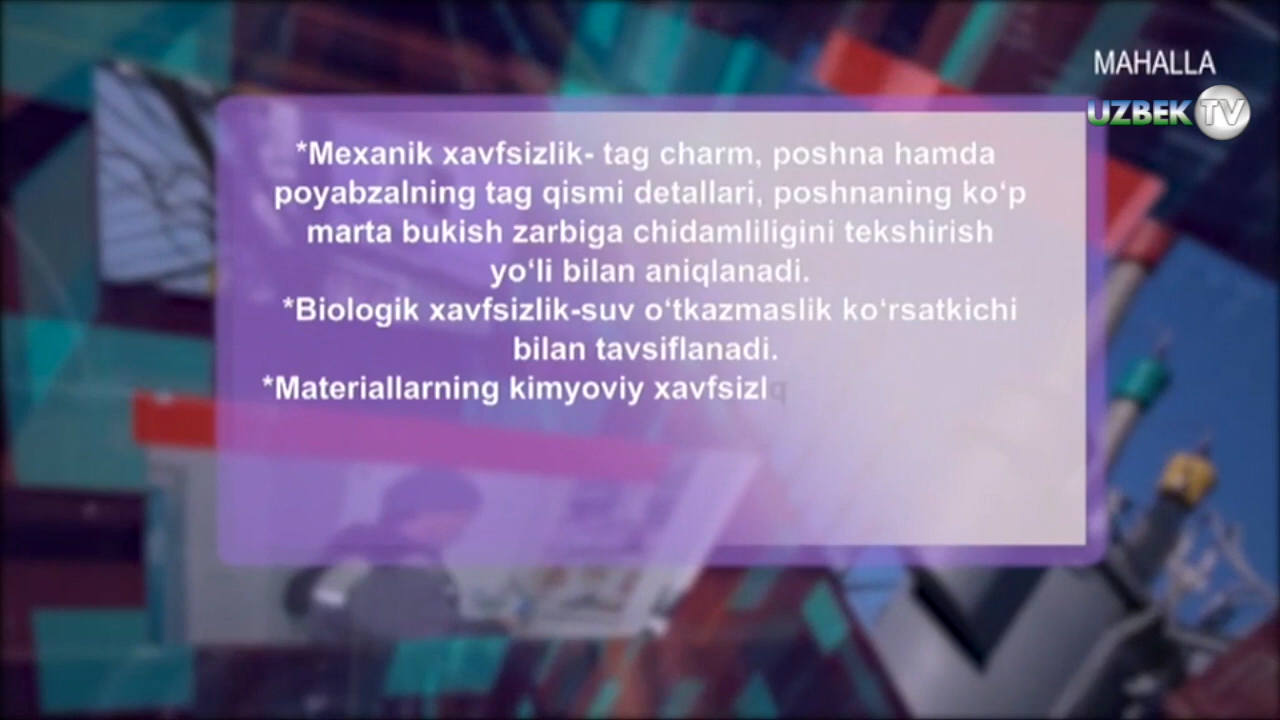 MAHALLA
UZBEK TV
*Mexanik xavfsizlik- tag charm, poshna hamda
poyabzalning tag qismi detallari, poshnaning ko‘p
marta bukish zarbiga chidamliligini tekshirish
yo‘li bilan aniqlanadi.
*Biologik xavfsizlik-suv o‘tkazmaslik ko‘rsatkichi
bilan tavsiflanadi.
*Materiallarning kimyoviy